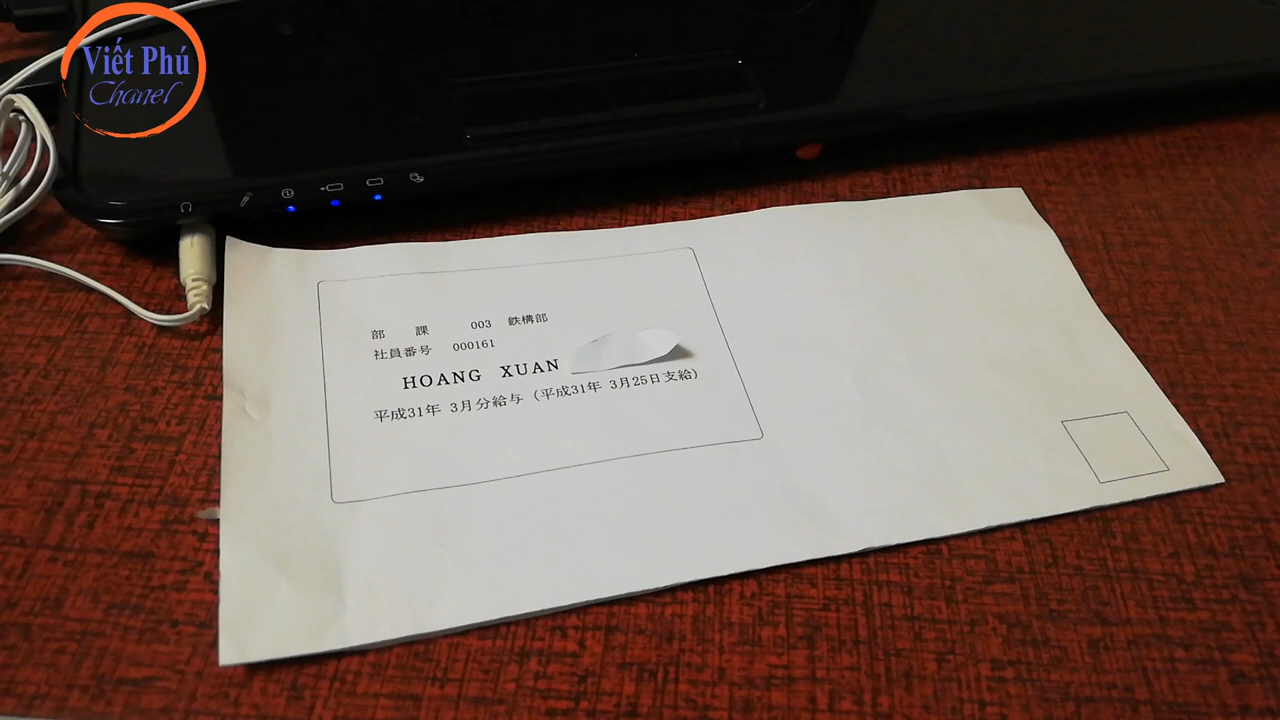 Viết Phú
Chanel
部 課 003 鉄構部
社員番号 000161
HOANG XUAN
平成31年 3月分給与 (平成31年 3月25日支給)